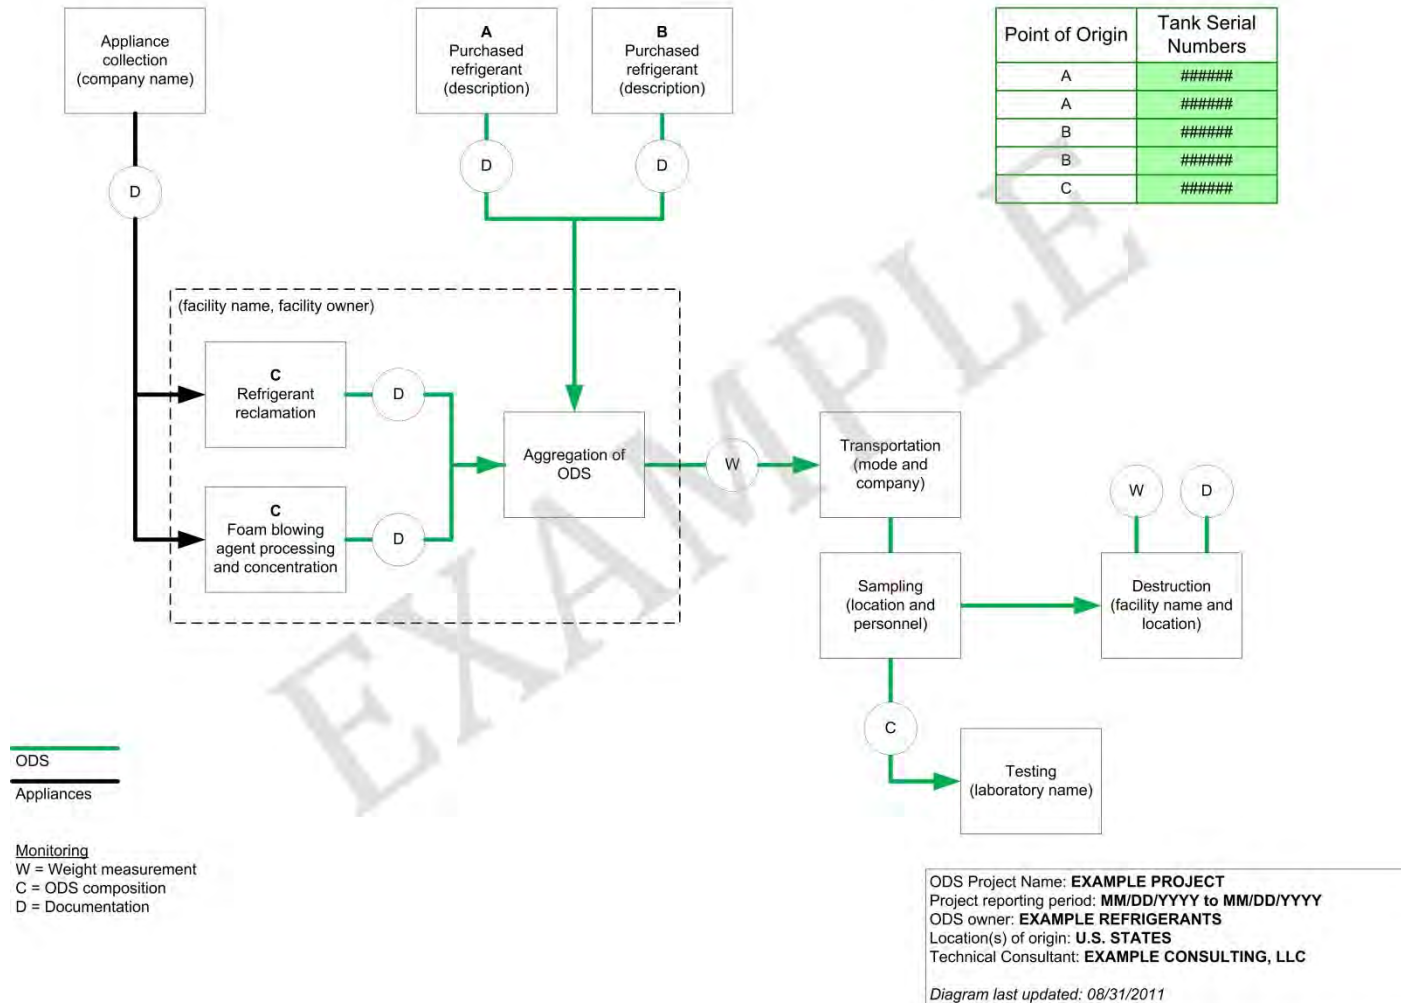 Appliance
collection
(company name)
A
Purchased
refrigerant
(description)
B
Purchased
refrigerant
(description)
Point of Origin
Tank Serial
Numbers
A
######
A
######
B
######
B
######
C
######
D
D
D
(facility name, facility owner)
C
Refrigerant
reclamation
D
Aggregation of
ODS
C
Foam blowing
agent processing
and concentration
D
W
Transportation
(mode and
company)
W
D
Sampling
(location and
personnel)
Destruction
(facility name and
location)
C
Testing
(laboratory name)
EXAMPLE
ODS
Appliances
Monitoring
W = Weight measurement
C = ODS composition
D = Documentation
ODS Project Name: EXAMPLE PROJECT
Project reporting period: MM/DD/YYYY to MM/DD/YYYY
ODS owner: EXAMPLE REFRIGERANTS
Location(s) of origin: U.S. STATES
Technical Consultant: EXAMPLE CONSULTING, LLC
Diagram last updated: 08/31/2011